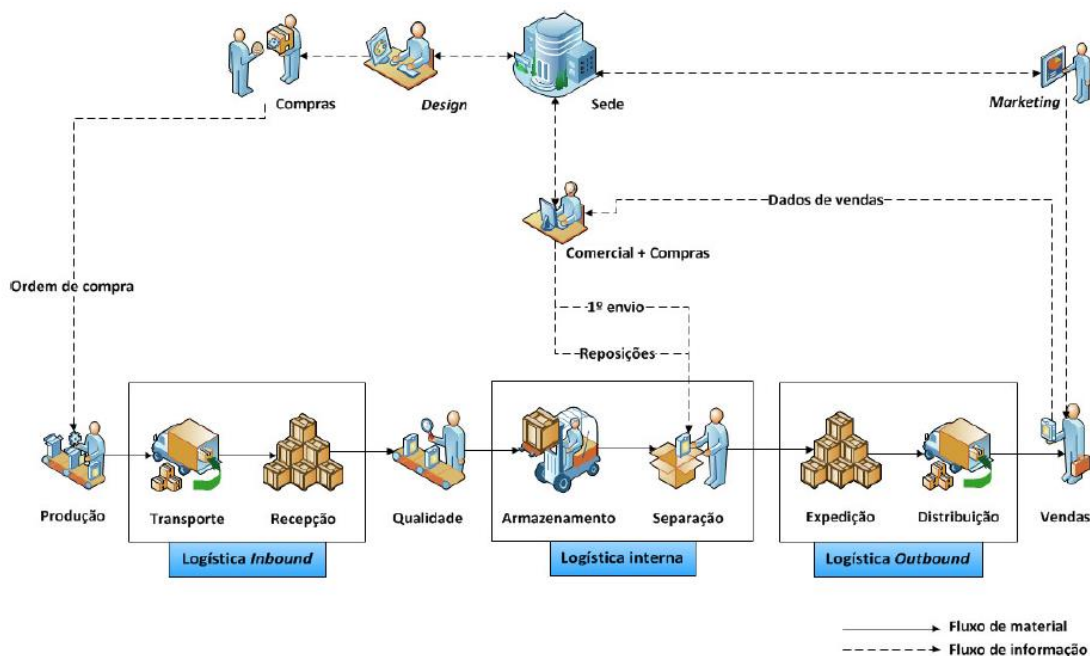 Compras
Design
Sede
Marketing
Dados de vendas
Comercial + Compras
Ordem de compra
1º envio
Reposições
Produção
Transporte
Recepção
Qualidade
Armazenamento
Separação
Expedição
Distribuição
Vendas
Logística Inbound
Logística interna
Logística Outbound
Fluxo de material
Fluxo de informação